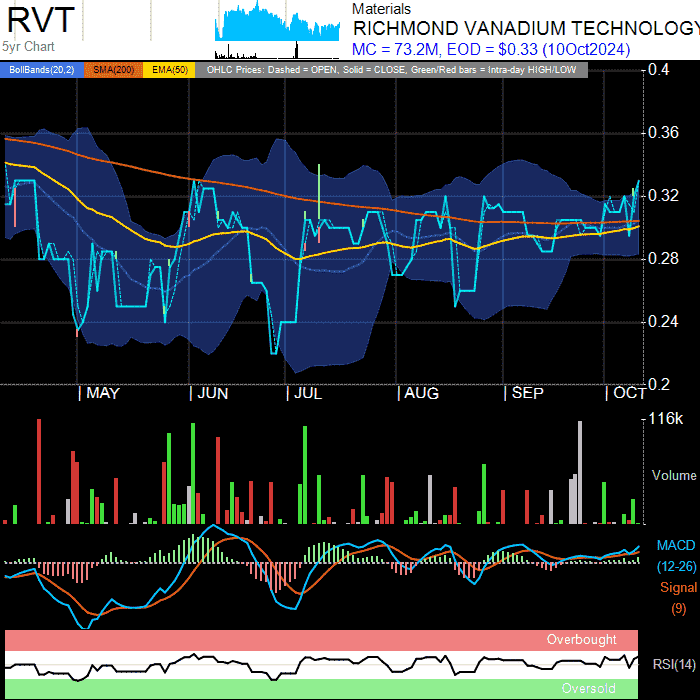 RVT
5yr Chart
Materials
RICHMOND VANADIUM TECHNOLOGY
MC = 73.2M, EOD = $0.33 (10Oct2024)
BollBands(20,2) SMA(200) EMA(50) OHLC Prices: Dashed = OPEN, Solid = CLOSE, Green/Red bars = Intra-day HIGH/LOW
0.4
0.36
0.32
0.28
0.24
0.2
| MAY | JUN | JUL | AUG | SEP | OCT
116k
Volume
MACD
(12-26)
Signal
(9)
Overbought
RSI(14)
Oversold